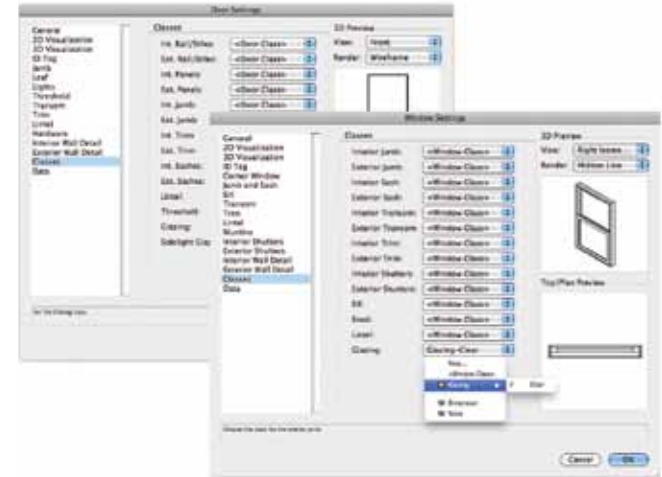 Door Settings
General
2D Visualization
3D Visualization
ID Tag
Jamb
Leaf
Lights
Threshold
Transom
Trim
Lintel
Hardware
Interior Wall Detail
Exterior Wall Detail
Classes
Data
Classes
Int. Rail/Stiles: <Door Class>
Ext. Rail/Stiles: <Door Class>
Int. Panels: <Door Class>
Ext. Panels: <Door Class>
Int. Jamb: <Door Class>
Ext. Jamb:
Int. Trim:
Ext. Trim:
Int. Sashes:
Ext. Sashes:
Lintel:
Threshold:
Glazing:
3D Preview
View: Front
Render: Wireframe
Window Settings
General
2D Visualization
3D Visualization
ID Tag
Corner Window
Jamb and Sash
Sill
Transom
Trim
Lintel
Muntins
Interior Shutters
Exterior Shutters
Interior Wall Detail
Exterior Wall Detail
Classes
Data
Classes
Interior Jamb: <Window Class>
Exterior Jamb: <Window Class>
Interior Sash: <Window Class>
Exterior Sash: <Window Class>
Interior Transom: <Window Class>
Exterior Transom: <Window Class>
Interior Trim: <Window Class>
Exterior Trim: <Window Class>
Interior Shutters: <Window Class>
Exterior Shutters: <Window Class>
Sill: <Window Class>
<Window Class>
Lintel: <Window Class>
Glazing: Glazing-Clear
New...
<Window Class>
Glazing
Clear
Dimension
None
3D Preview
View: Right Isometric
Render: Hidden Line
Top/Plan Preview
Cancel
OK